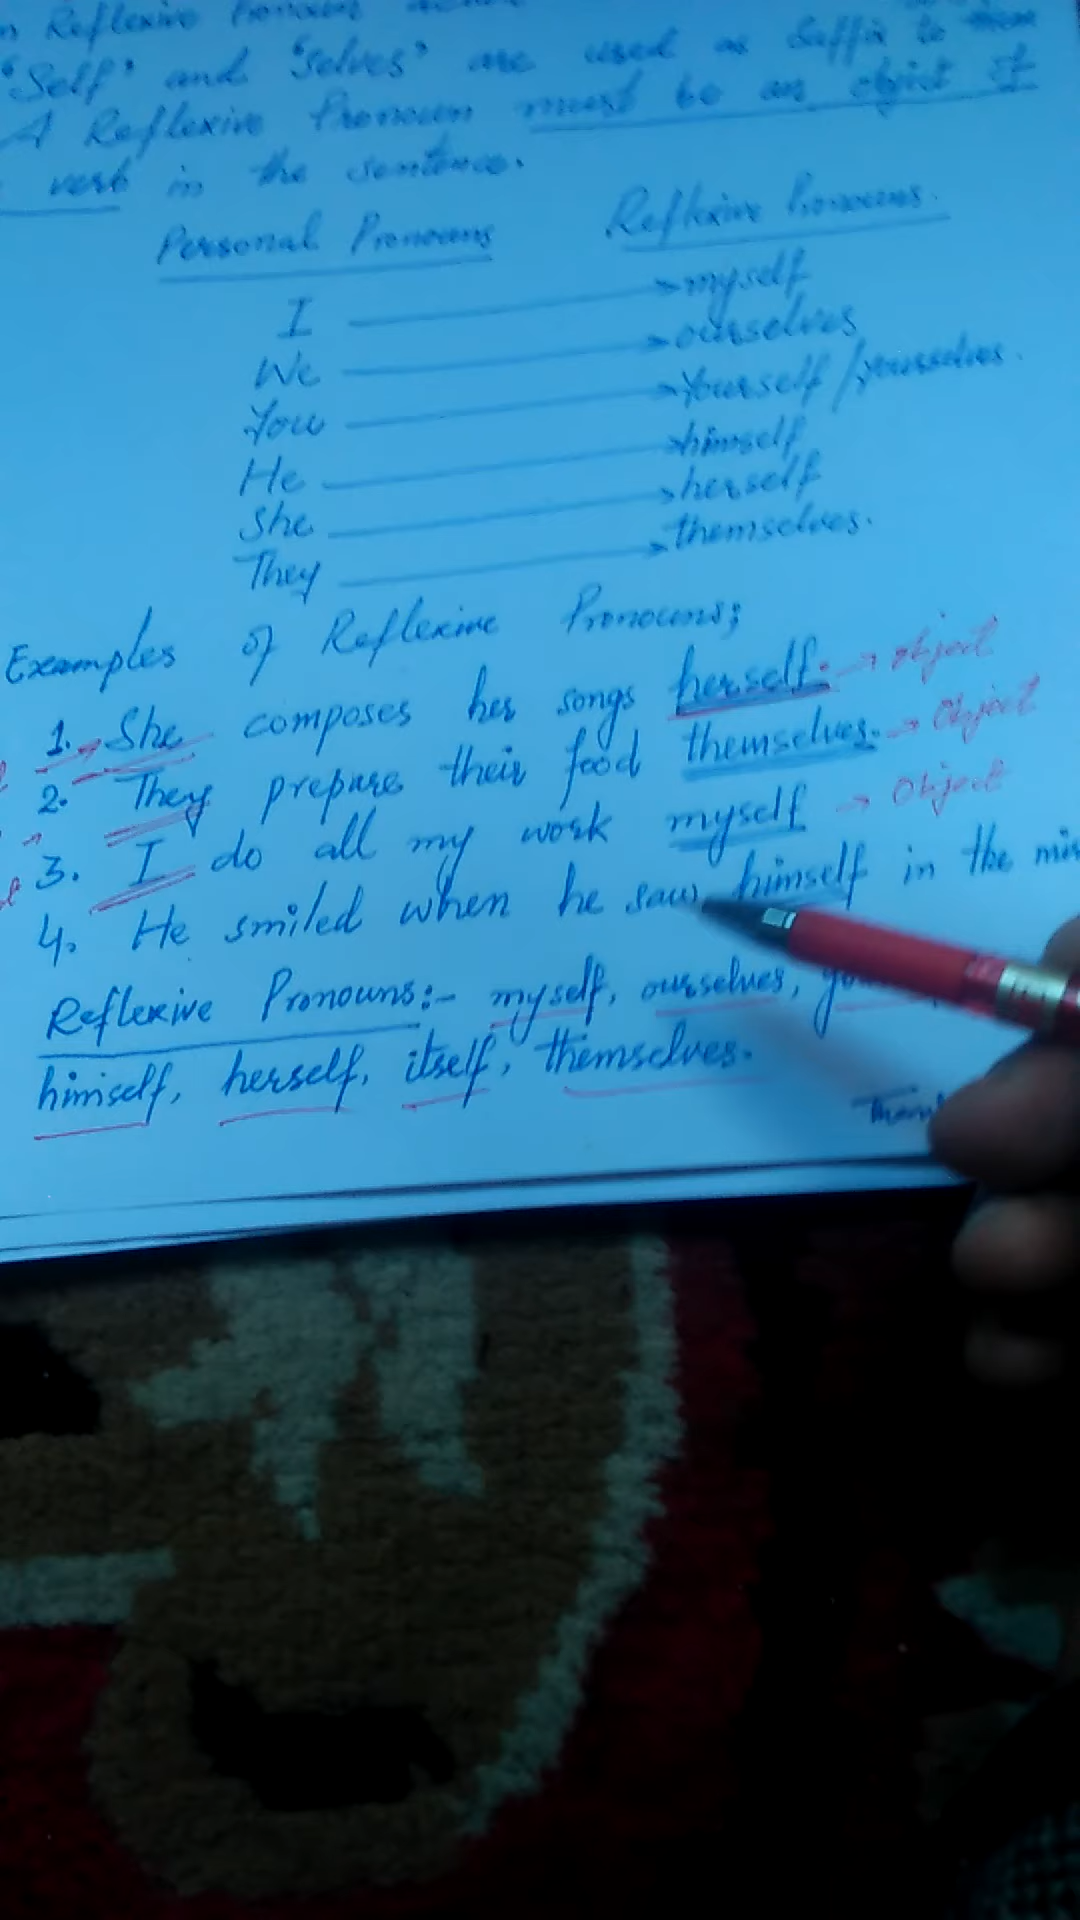 Reflexive Pronoun
'Self' and 'Selves' are used as Suffix to
A Reflexive Pronoun must be an object of
verb in the sentence.
Personal Pronouns Reflexive Pronouns.
I myself
We ourselves
You Yourself / yourselves.
He himself
She herself
They themselves.
Examples of Reflexive Pronouns;
1. She composes her songs herself. → object
2. They prepare their food themselves. → Object
3. I do all my work myself → Object
4. He smiled when he saw himself in the
Reflexive Pronouns:- myself, ourselves,
himself, herself, itself, themselves.